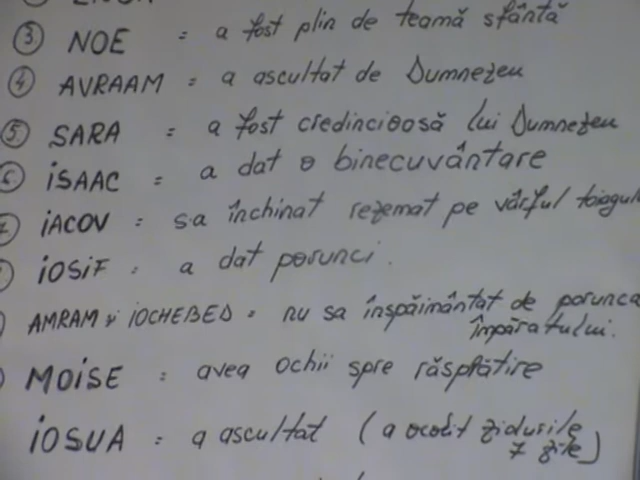 ③ NOE = a fost plin de teamă sfântă
④ AVRAAM = a ascultat de Dumnezeu
⑤ SARA = a fost credincioasă lui Dumnezeu
ISAAC = a dat o binecuvântare
IACOV = s-a închinat rezemat pe vârful
IOSIF = a dat porunci.
AMRAM și IOCHEBED = nu sa înspăimântat de porunca
împăratului.
MOISE = avea ochii spre răsplătire
IOSUA = a ascultat (a ocolit zidurile
7 zile)